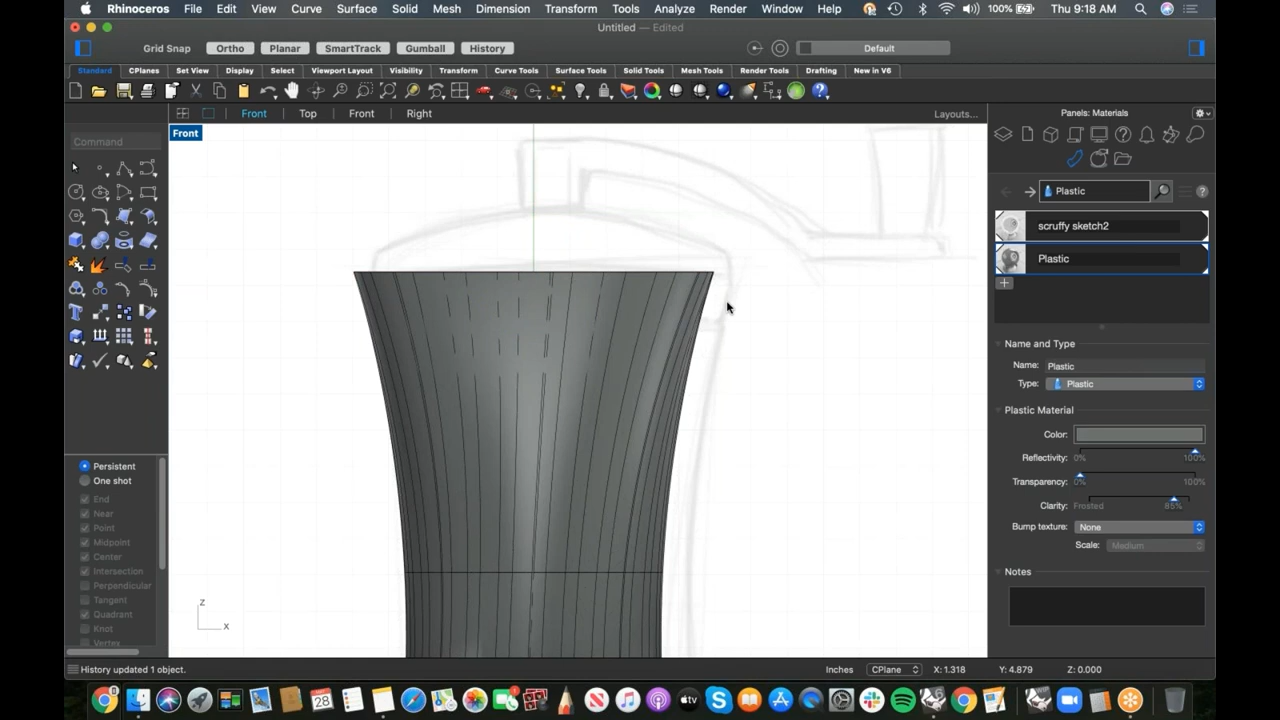 Rhinoceros File Edit View Curve Surface Solid Mesh Dimension Transform Tools Analyze Render Window Help 100% Thu 9:18 AM
Untitled — Edited
Grid Snap Ortho Planar SmartTrack Gumball History Default
Standard CPlanes Set View Display Select Viewport Layout Visibility Transform Curve Tools Surface Tools Solid Tools Mesh Tools Render Tools Drafting New in V6
Front Top Front Right Layouts...
Panels: Materials
Front
Command
Plastic
scruffy sketch2
Plastic
Name and Type
Name: Plastic
Type: Plastic
Plastic Material
Color:
Reflectivity: 0% 100%
Transparency: 0% 100%
Clarity: Frosted 85%
Bump texture: None
Scale: Medium
Notes
Persistent
One shot
End
Near
Point
Midpoint
Center
Intersection
Perpendicular
Tangent
Quadrant
Knot
Vertex
z
x
History updated 1 object. Inches CPlane X: 1.318 Y: 4.879 Z: 0.000
28
tv